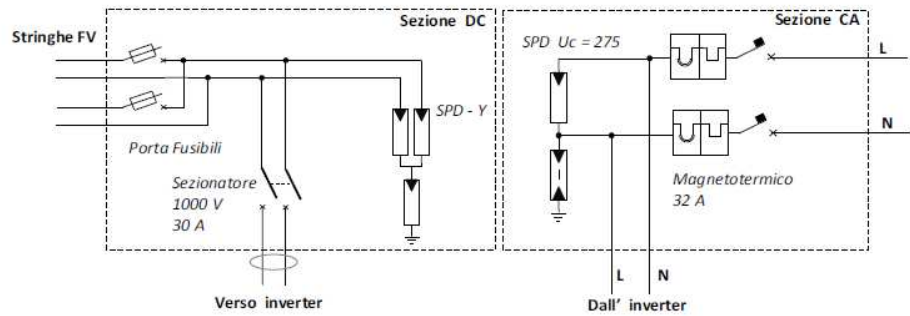 Sezione DC
Stringhe FV
SPD - Y
Porta Fusibili
Sezionatore
1000 V
30 A
Verso inverter
Sezione CA
SPD Uc = 275
L
N
Magnetotermico
32 A
L N
Dall' inverter